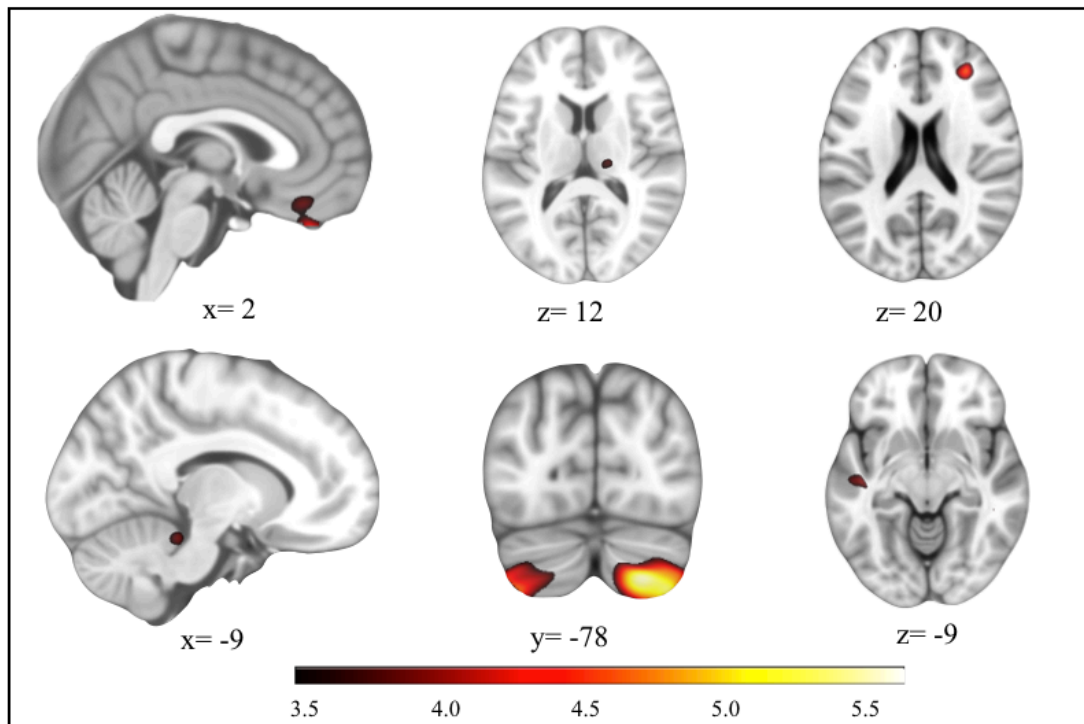 x= 2
z= 12
z= 20
x= -9
y= -78
z= -9
3.5 4.0 4.5 5.0 5.5